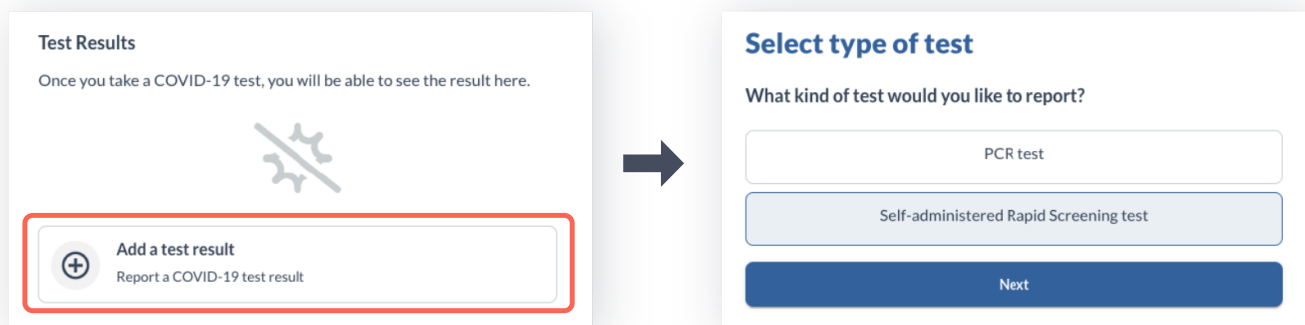 Test Results
Once you take a COVID-19 test, you will be able to see the result here.
Add a test result
Report a COVID-19 test result
Select type of test
What kind of test would you like to report?
PCR test
Self-administered Rapid Screening test
Next